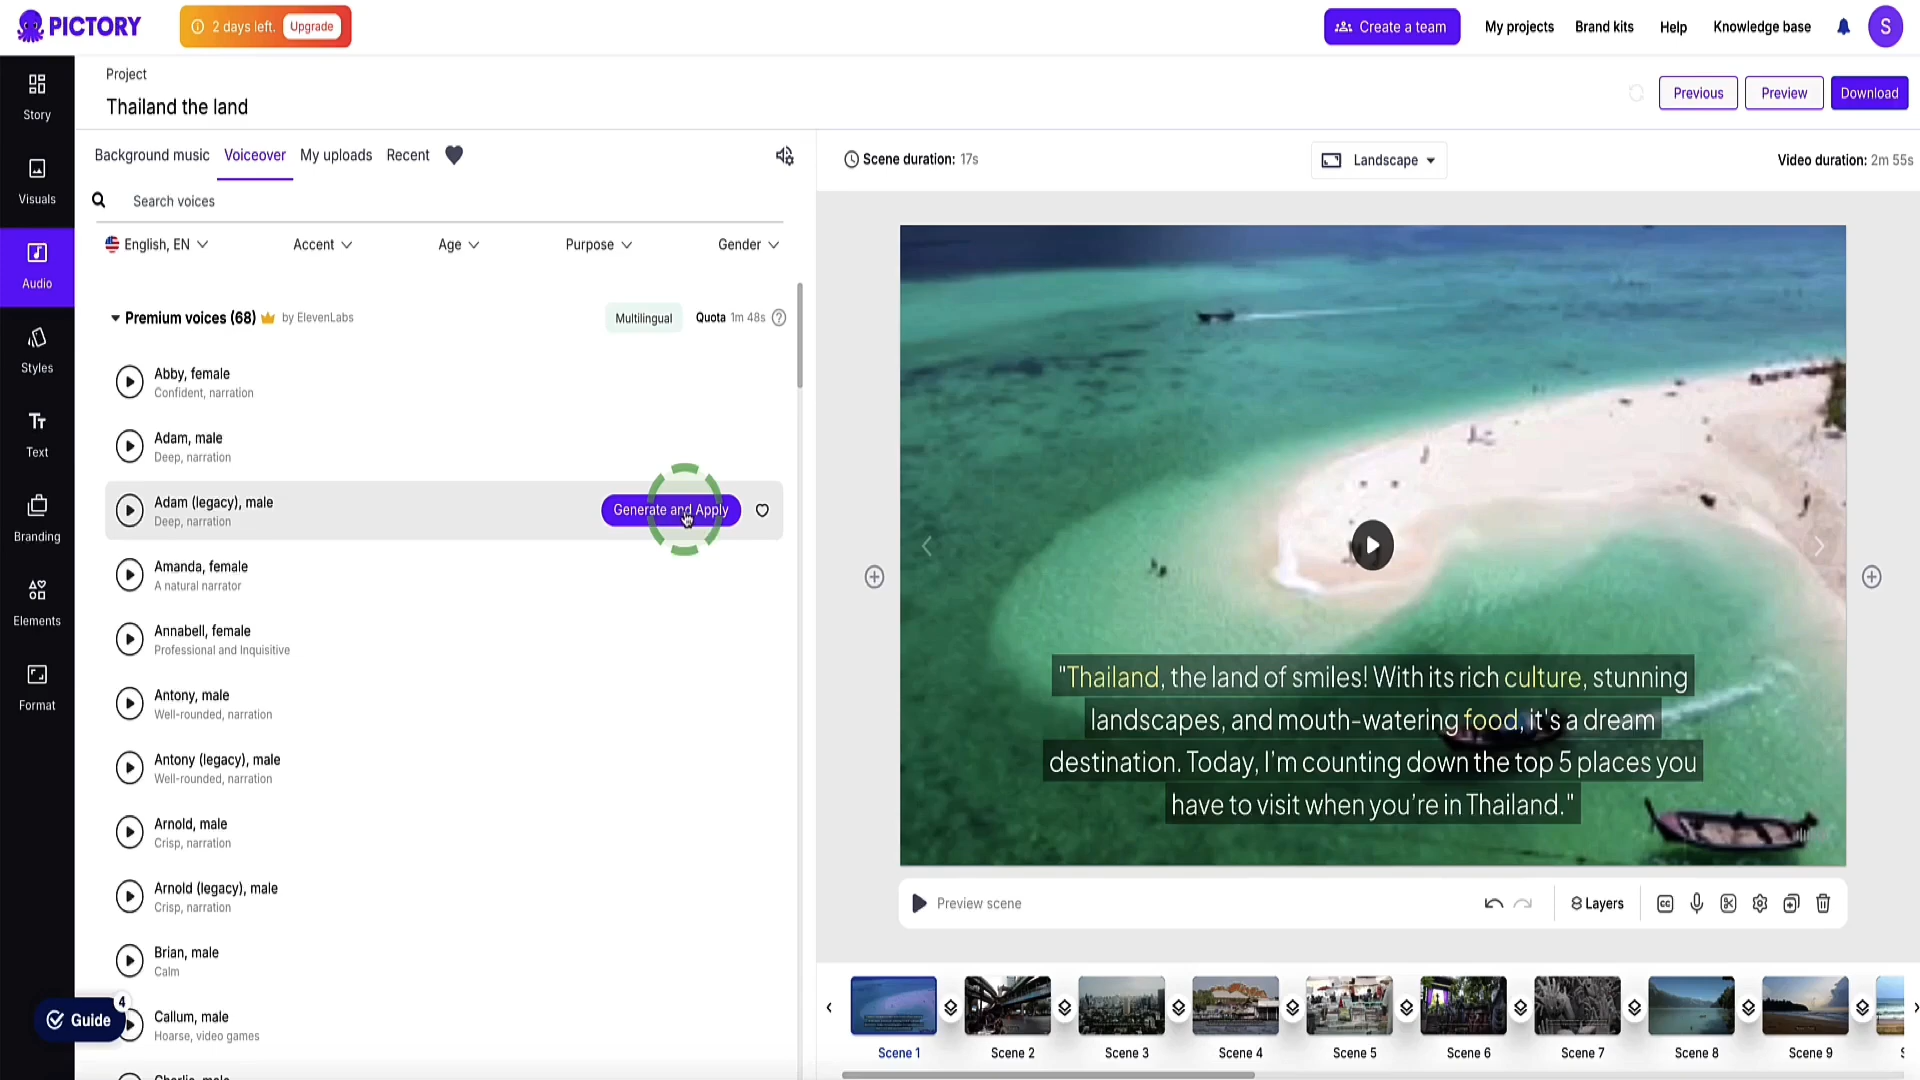 PICTORY
2 days left.
Upgrade
Create a team
My projects
Brand kits
Help
Knowledge base
S
Story
Visuals
Audio
Styles
Text
Branding
Elements
Format
4
Guide
Project
Thailand the land
Previous
Preview
Download
Background music
Voiceover
My uploads
Recent
Search voices
English, EN
Accent
Age
Purpose
Gender
Premium voices (68)
by ElevenLabs
Multilingual
Quota 1m 48s
Abby, female
Confident, narration
Adam, male
Deep, narration
Adam (legacy), male
Deep, narration
Generate and Apply
Amanda, female
A natural narrator
Annabell, female
Professional and Inquisitive
Antony, male
Well-rounded, narration
Antony (legacy), male
Well-rounded, narration
Arnold, male
Crisp, narration
Arnold (legacy), male
Crisp, narration
Brian, male
Calm
Callum, male
Hoarse, video games
Scene duration: 17s
Landscape
Video duration: 2m 55s
"Thailand, the land of smiles! With its rich culture, stunning
landscapes, and mouth-watering food, it's a dream
destination. Today, I'm counting down the top 5 places you
have to visit when you're in Thailand."
Preview scene
Layers
CC
Scene 1
Scene 2
Scene 3
Scene 4
Scene 5
Scene 6
Scene 7
Scene 8
Scene 9